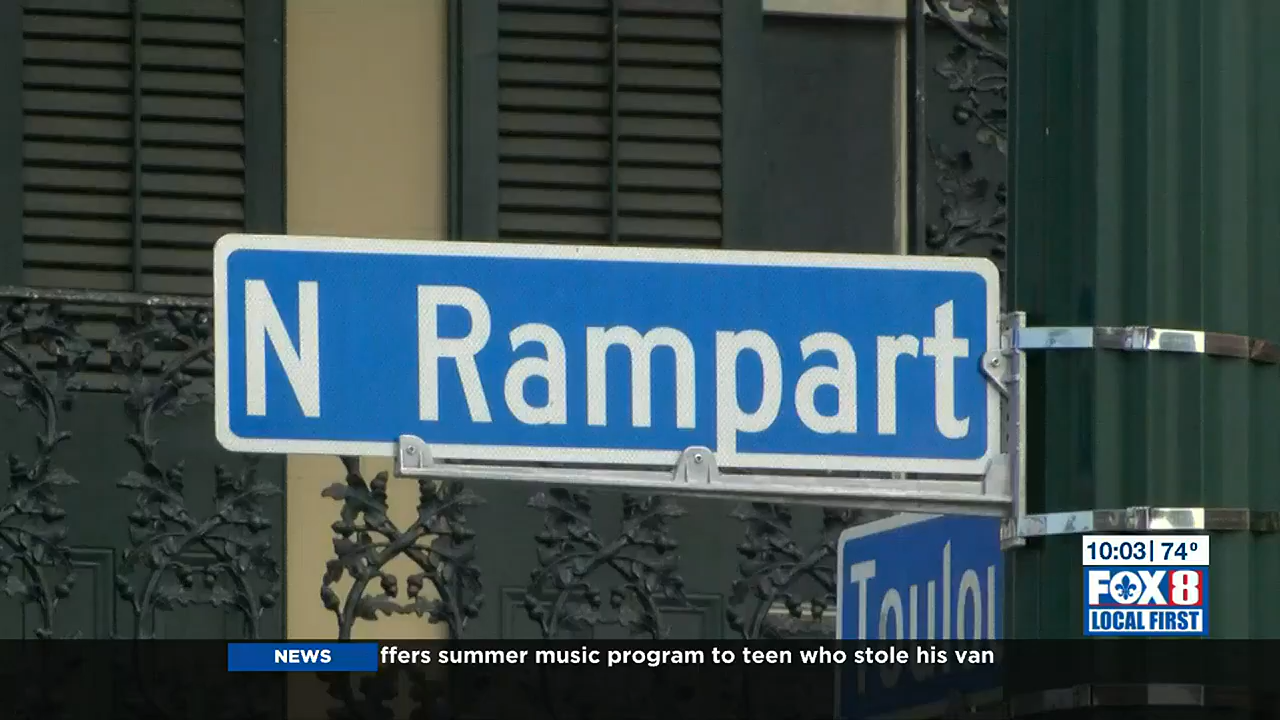 N Rampart
Toulou
10:03| 74°
FOX 8
LOCAL FIRST
NEWS
ffers summer music program to teen who stole his van